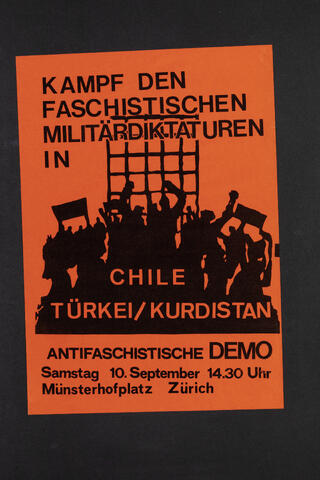 KAMPF DEN
FASCHISTISCHEN
MILITÄRDIKTATUREN
IN
CHILE
TÜRKEI/KURDISTAN
ANTIFASCHISTISCHE DEMO
Samstag 10. September 14.30 Uhr
Münsterhofplatz Zürich